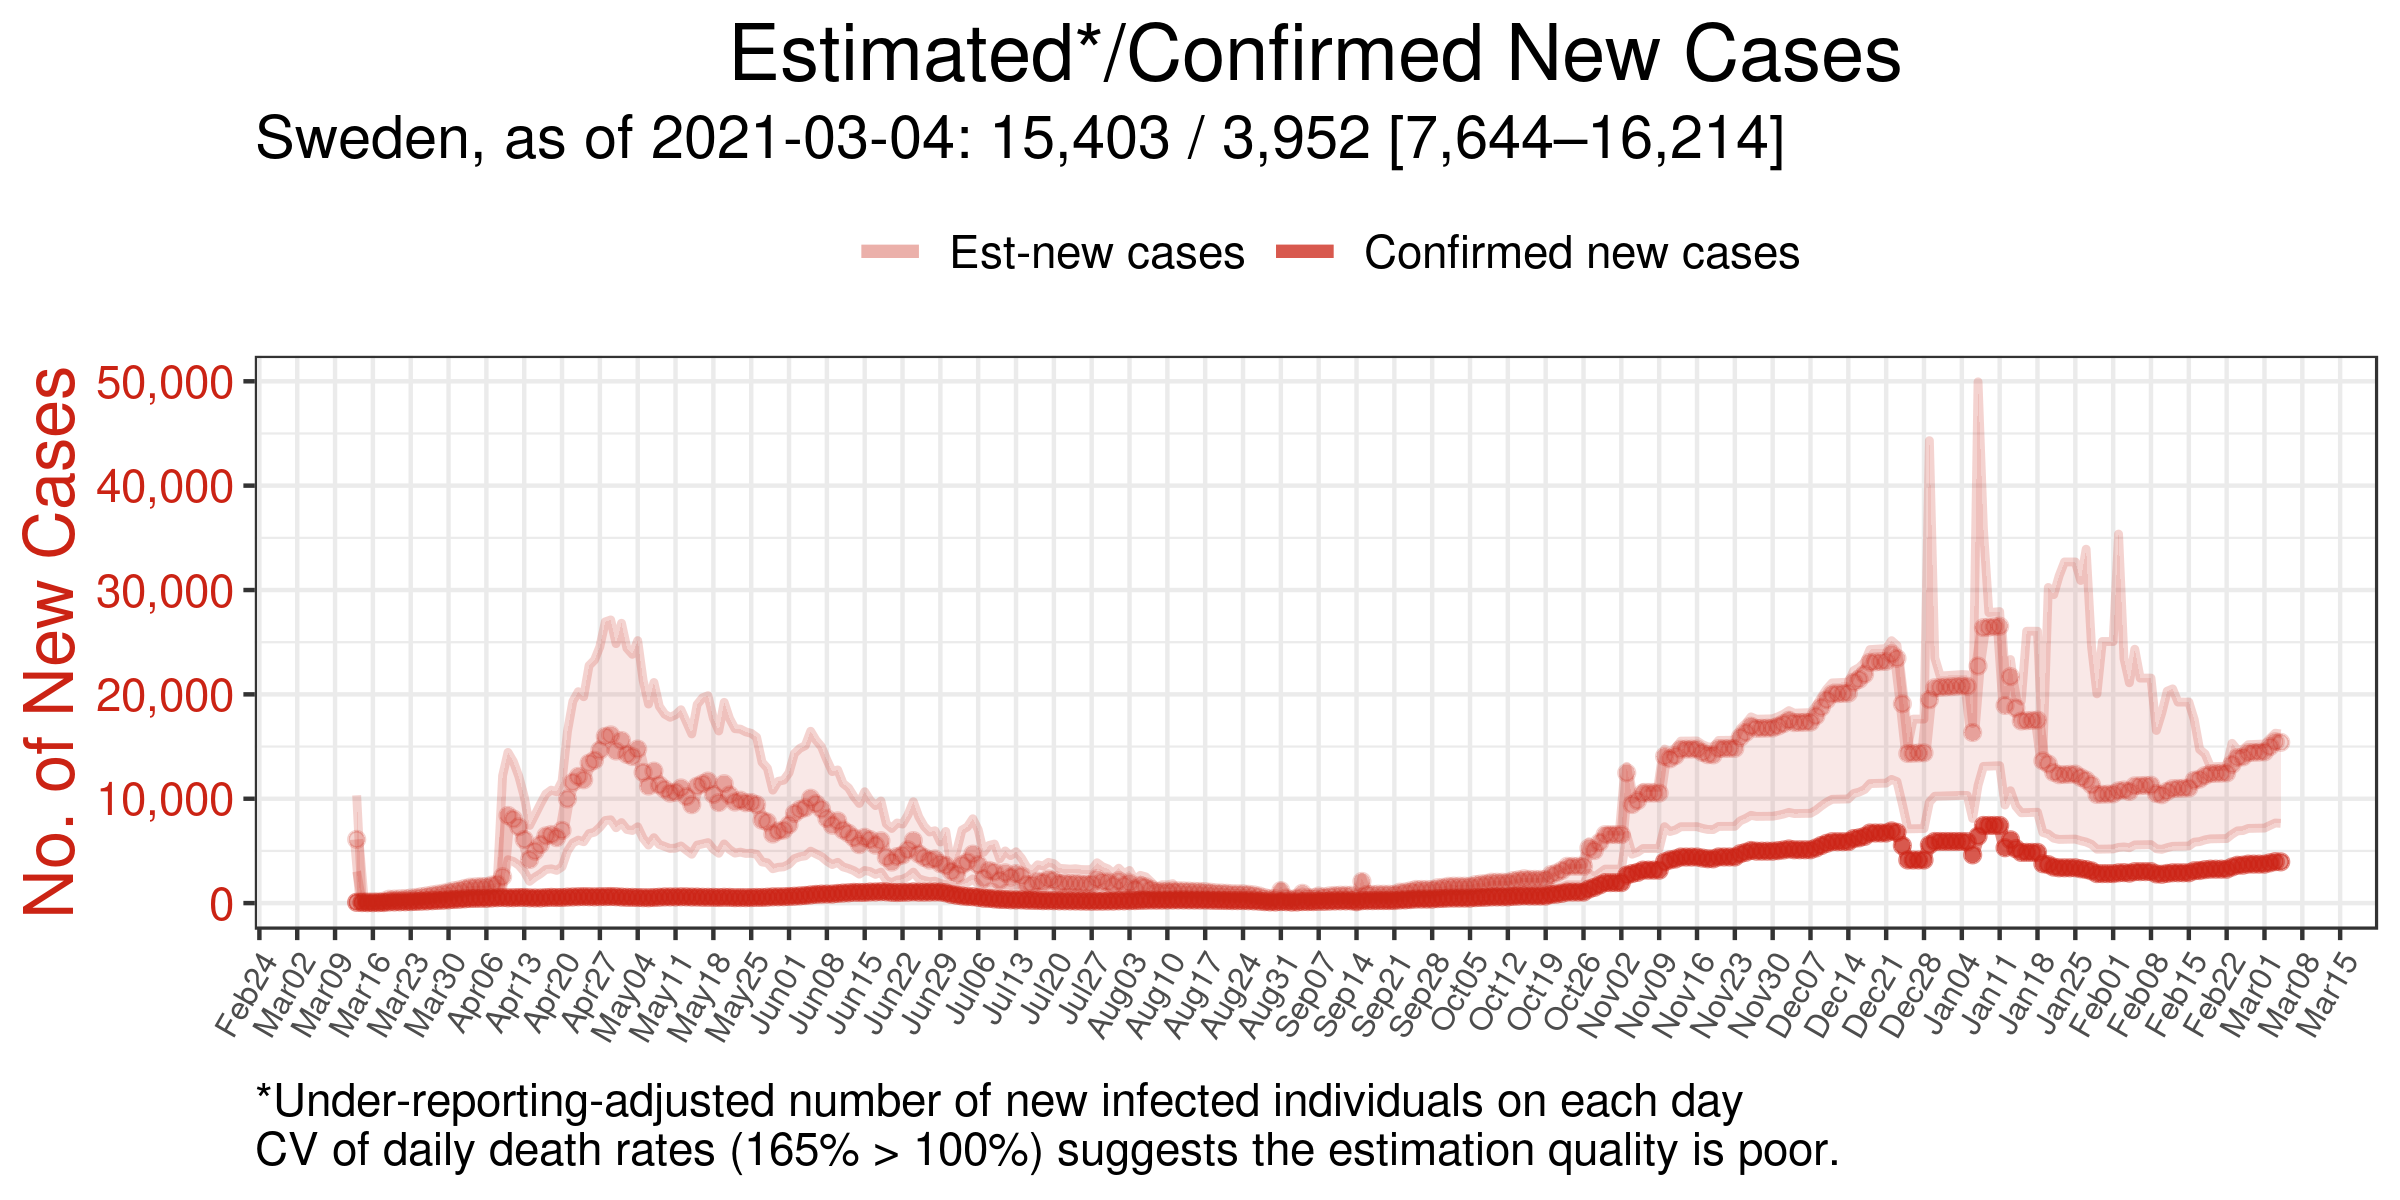 Estimated*/Confirmed New Cases
Sweden, as of 2021-03-04: 15,403 / 3,952 [7,644–16,214]
Est-new cases Confirmed new cases
No. of New Cases
50,000
40,000
30,000
20,000
10,000
0
Feb24 Mar02 Mar09 Mar16 Mar23 Mar30 Apr06 Apr13 Apr20 Apr27 May04 May11 May18 May25 Jun01 Jun08 Jun15 Jun22 Jun29 Jul06 Jul13 Jul20 Jul27 Aug03 Aug10 Aug17 Aug24 Aug31 Sep07 Sep14 Sep21 Sep28 Oct05 Oct12 Oct19 Oct26 Nov02 Nov09 Nov16 Nov23 Nov30 Dec07 Dec14 Dec21 Dec28 Jan04 Jan11 Jan18 Jan25 Feb01 Feb08 Feb15 Feb22 Mar01 Mar08 Mar15
*Under-reporting-adjusted number of new infected individuals on each day
CV of daily death rates (165% > 100%) suggests the estimation quality is poor.